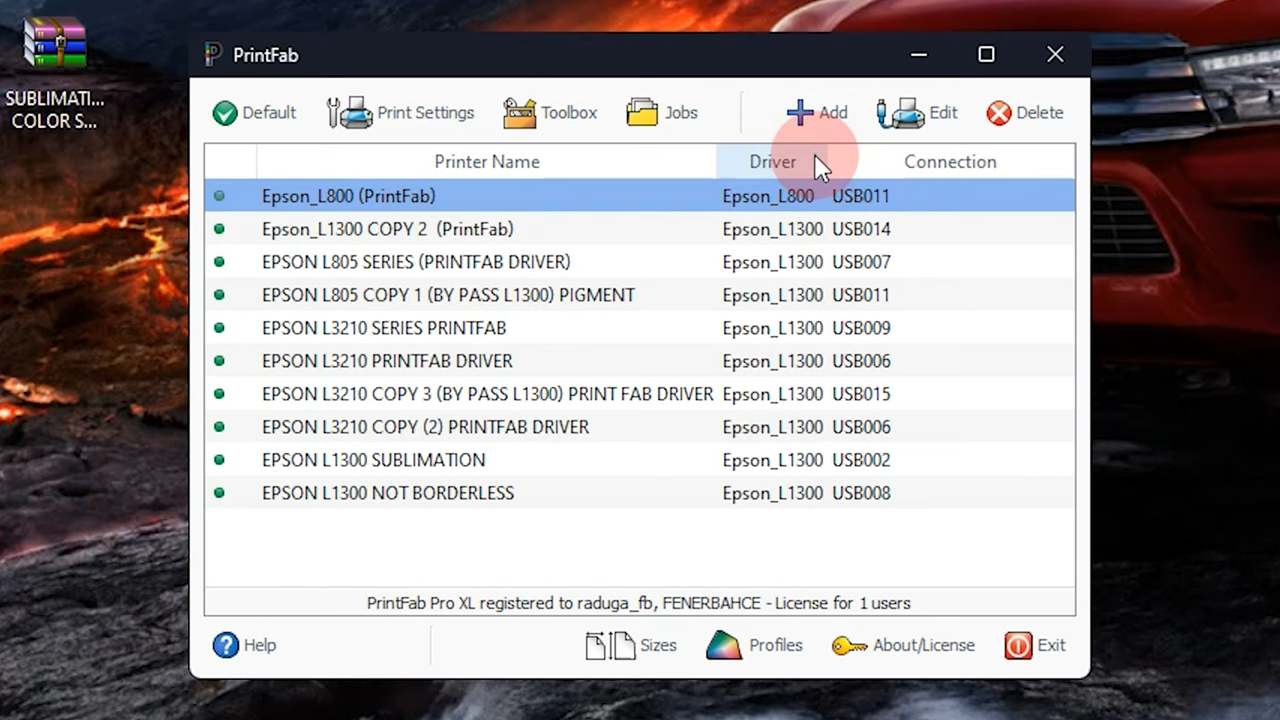 SUBLIMATI...
COLOR S...
PrintFab
Default Print Settings Toolbox Jobs Add Edit Delete
Printer Name Driver Connection
Epson_L800 (PrintFab) Epson_L800 USB011
Epson_L1300 COPY 2 (PrintFab) Epson_L1300 USB014
EPSON L805 SERIES (PRINTFAB DRIVER) Epson_L1300 USB007
EPSON L805 COPY 1 (BY PASS L1300) PIGMENT Epson_L1300 USB011
EPSON L3210 SERIES PRINTFAB Epson_L1300 USB009
EPSON L3210 PRINTFAB DRIVER Epson_L1300 USB006
EPSON L3210 COPY 3 (BY PASS L1300) PRINT FAB DRIVER Epson_L1300 USB015
EPSON L3210 COPY (2) PRINTFAB DRIVER Epson_L1300 USB006
EPSON L1300 SUBLIMATION Epson_L1300 USB002
EPSON L1300 NOT BORDERLESS Epson_L1300 USB008
PrintFab Pro XL registered to raduga_fb, FENERBAHCE - License for 1 users
Help Sizes Profiles About/License Exit